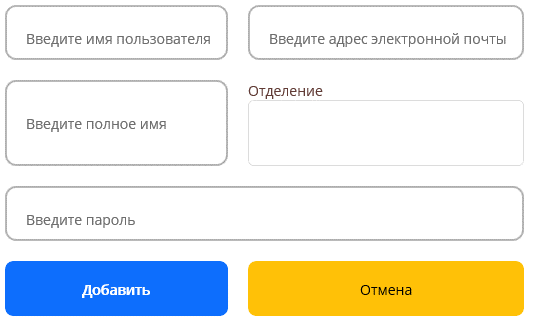 Введите имя пользователя
Введите адрес электронной почты
Введите полное имя
Отделение
Введите пароль
Добавить
Отмена